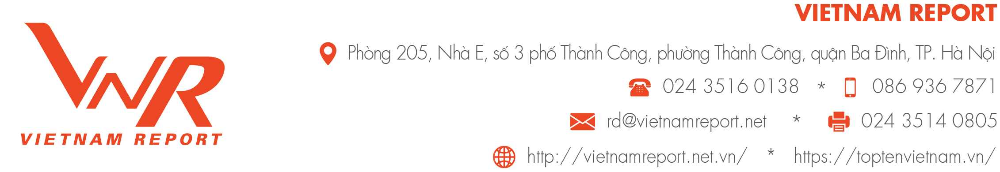 VNR
VIETNAM REPORT
VIETNAM REPORT
Phòng 205, Nhà E, số 3 phố Thành Công, phường Thành Công, quận Ba Đình, TP. Hà Nội
024 3516 0138 * 086 936 7871
rd@vietnamreport.net * 024 3514 0805
http://vietnamreport.net.vn/ * https://toptenvietnam.vn/